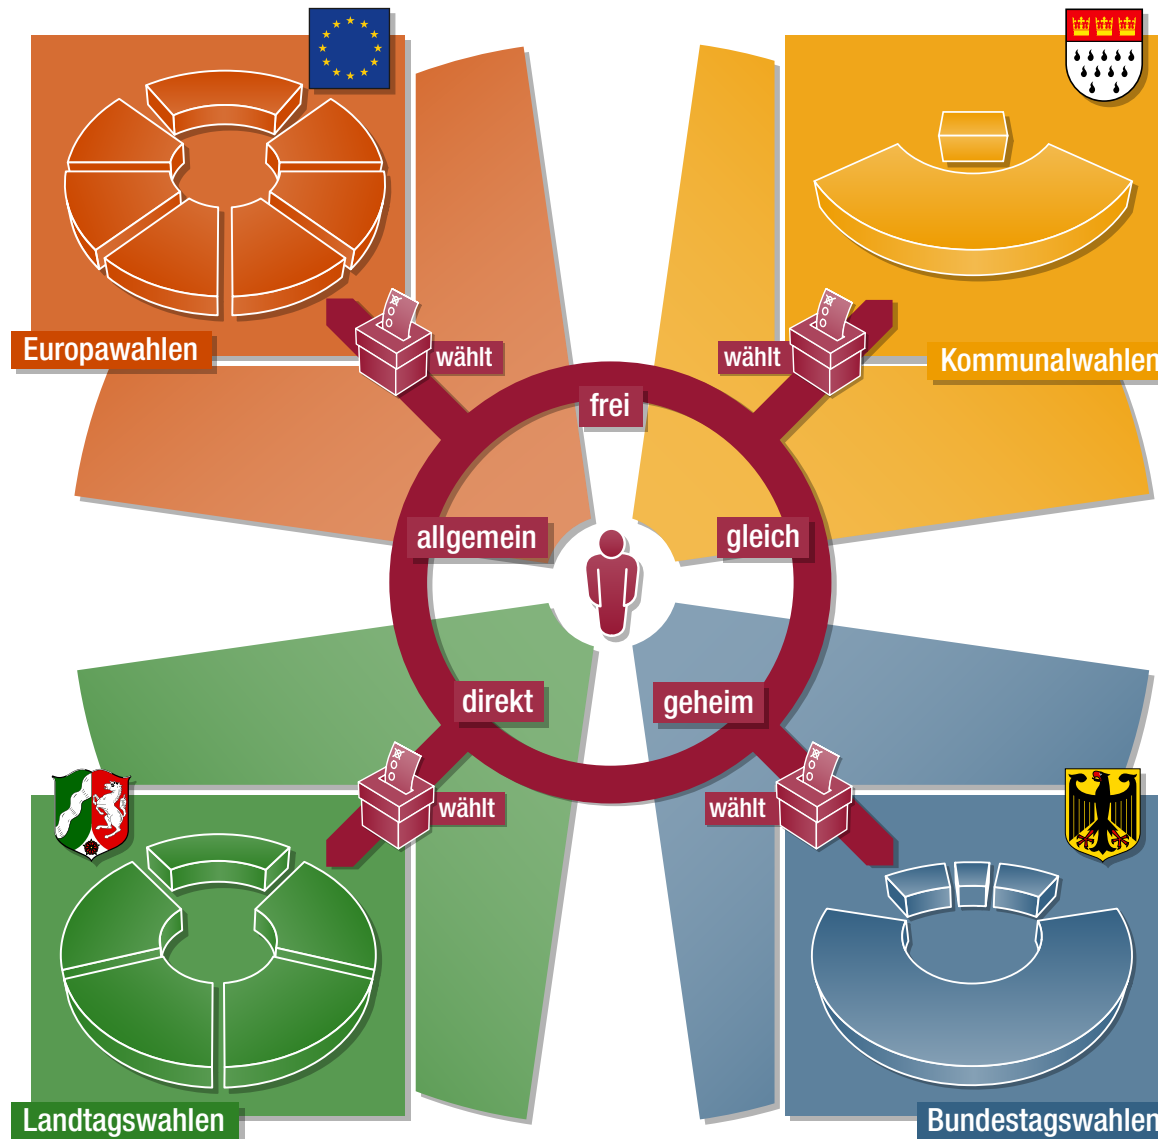 Europawahlen
wählt
wählt
Kommunalwahlen
frei
allgemein
gleich
direkt
geheim
wählt
wählt
Landtagswahlen
Bundestagswahlen